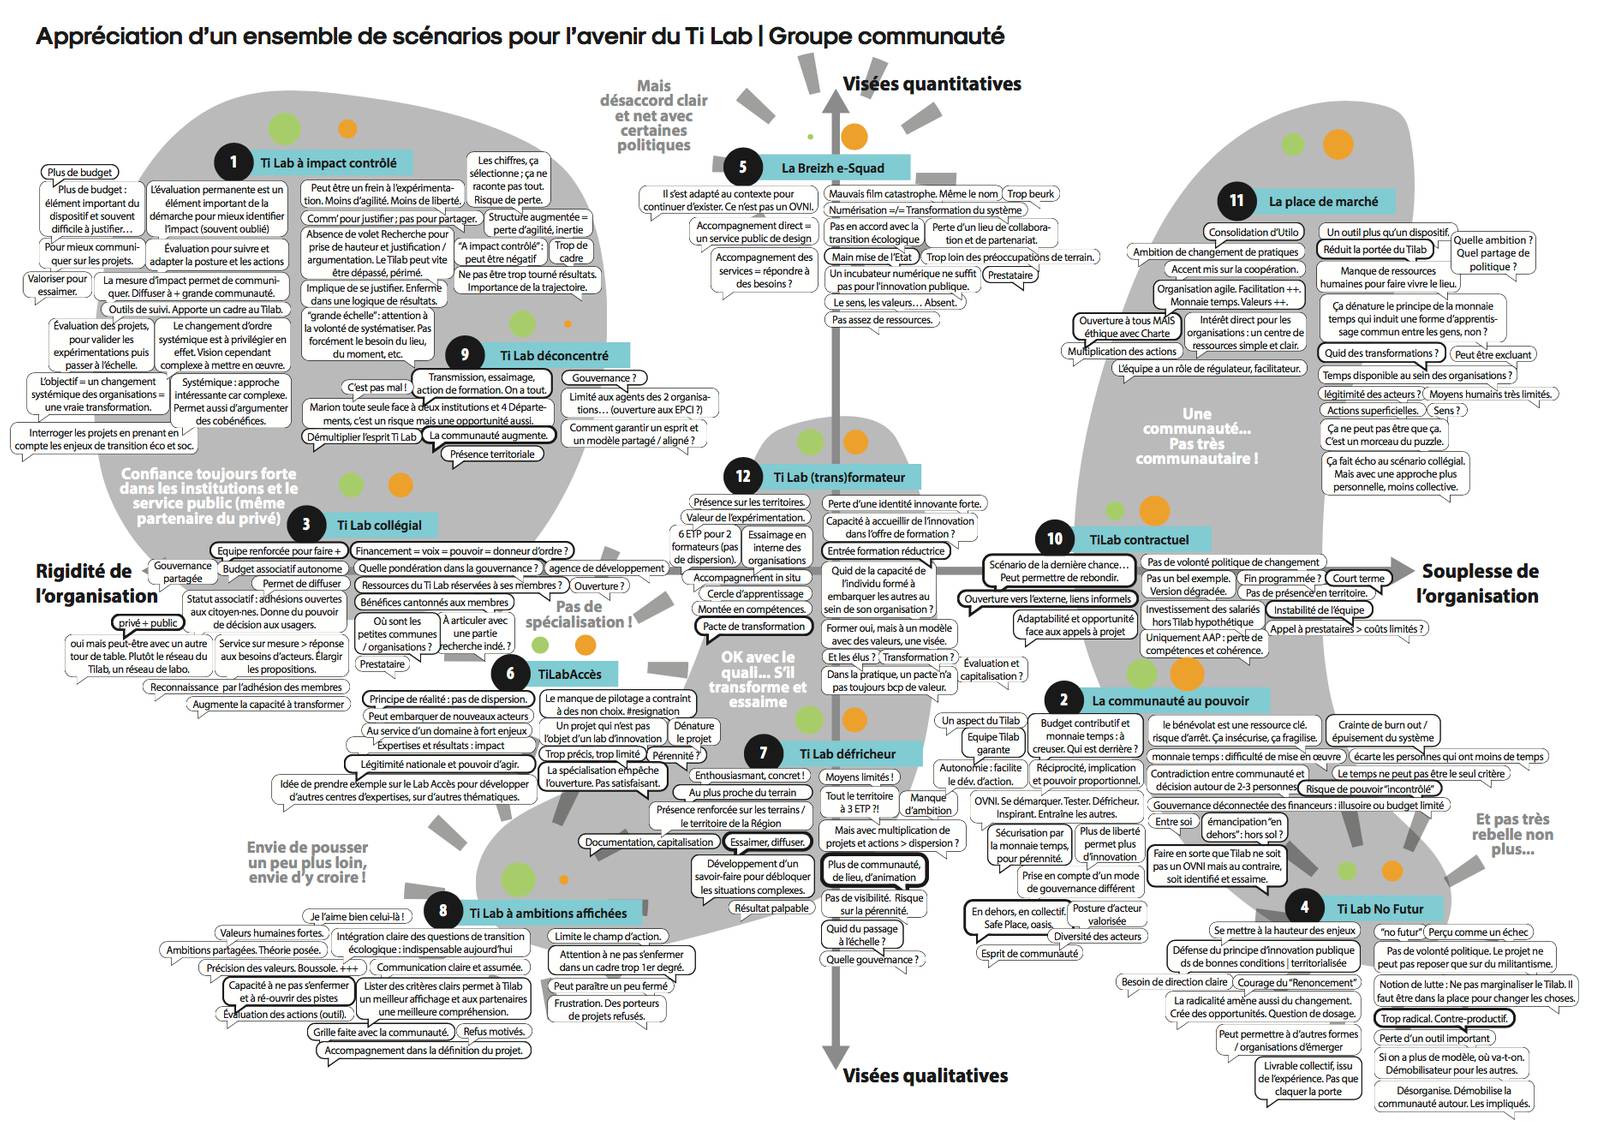 Appréciation d'un ensemble de scénarios pour l'avenir du Ti Lab | Groupe communauté
Visées quantitatives
Visées qualitatives
Rigidité de
l'organisation
Souplesse de
l'organisation
Mais
désaccord clair
et net avec
certaines
politiques
Confiance toujours forte
dans les institutions et le
service public (même
partenaire du privé)
Pas de
spécialisation !
OK avec le
quali... S'il
transforme et
essaime
Une
communauté...
Pas très
communautaire !
Envie de pousser
un peu plus loin,
envie d'y croire !
Et pas très
rebelle non
plus...
1
Ti Lab à impact contrôlé
Plus de budget
Plus de budget :
élément important du
dispositif et souvent
difficile à justifier...
L'évaluation permanente est un
élément important de la
démarche pour mieux identifier
l'impact (souvent oublié)
Pour mieux communi-
quer sur les projets.
Évaluation pour suivre et
adapter la posture et les actions
Valoriser pour
essaimer.
La mesure d'impact permet de communi-
quer. Diffuser à + grande communauté.
Outils de suivi. Apporte un cadre au Tilab.
Évaluation des projets,
pour valider les
expérimentations puis
passer à l'échelle.
Le changement d'ordre
systémique est à privilégier en
effet. Vision cependant
complexe à mettre en œuvre.
L'objectif = un changement
systémique des organisations =
une vraie transformation.
Systémique : approche
intéressante car complexe.
Permet aussi d'argumenter
des cobénéfices.
Interroger les projets en prenant en
compte les enjeux de transition éco et soc.
Les chiffres, ça
sélectionne ; ça ne
raconte pas tout.
Risque de perte.
Peut être un frein à l'expérimenta-
tion. Moins d'agilité. Moins de liberté.
Comm' pour justifier ; pas pour partager.
Structure augmentée =
perte d'agilité, inertie
Absence de volet Recherche pour
prise de hauteur et justification /
argumentation. Le Tilab peut vite
être dépassé, périmé.
"A impact contrôlé" :
peut être négatif
Trop de
cadre
Ne pas être trop tourné résultats.
Importance de la trajectoire.
Implique de se justifier. Enferme
dans une logique de résultats.
"grande échelle" : attention à
la volonté de systématiser. Pas
forcément le besoin du lieu,
du moment, etc.
9
Ti Lab déconcentré
C'est pas mal !
Transmission, essaimage,
action de formation. On a tout.
Marion toute seule face à deux institutions et 4 Départe-
ments, c'est un risque mais une opportunité aussi.
Démultiplier l'esprit Ti Lab
La communauté augmente.
Présence territoriale
Gouvernance ?
Limité aux agents des 2 organisa-
tions... (ouverture aux EPCI ?)
Comment garantir un esprit et
un modèle partagé / aligné ?
3
Ti Lab collégial
Equipe renforcée pour faire +
Gouvernance
partagée
Budget associatif autonome
Permet de diffuser
Statut associatif : adhésions ouvertes
aux citoyen·nes. Donne du pouvoir
de décision aux usagers.
privé + public
oui mais peut-être avec un autre
tour de table. Plutôt le réseau du
Tilab, un réseau de labo.
Service sur mesure > réponse
aux besoins d'acteurs. Élargir
les propositions.
Reconnaissance par l'adhésion des membres
Augmente la capacité à transformer
Financement = voix = pouvoir = donneur d'ordre ?
Quelle pondération dans la gouvernance ?
agence de développement
Ressources du Ti Lab réservées à ses membres ?
Ouverture ?
Bénéfices cantonnés aux membres
Où sont les
petites communes
/ organisations ?
À articuler avec
une partie
recherche indé. ?
Prestataire
5
La Breizh e-Squad
Il s'est adapté au contexte pour
continuer d'exister. Ce n'est pas un OVNI.
Accompagnement direct =
un service public de design
Accompagnement des
services = répondre à
des besoins ?
Mauvais film catastrophe. Même le nom
Trop beurk
Numérisation =/= Transformation du système
Pas en accord avec la
transition écologique
Perte d'un lieu de collabora-
tion et de partenariat.
Main mise de l'Etat
Trop loin des préoccupations de terrain.
Un incubateur numérique ne suffit
pas pour l'innovation publique.
Prestataire
Le sens, les valeurs... Absent.
Pas assez de ressources.
11
La place de marché
Consolidation d'Utilo
Ambition de changement de pratiques
Accent mis sur la coopération.
Organisation agile. Facilitation ++.
Monnaie temps. Valeurs ++.
Ouverture à tous MAIS
éthique avec Charte
Intérêt direct pour les
organisations : un centre de
ressources simple et clair.
Multiplication des actions
L'équipe a un rôle de régulateur, facilitateur.
Un outil plus qu'un dispositif.
Réduit la portée du Tilab
Quelle ambition ?
Quel partage de
politique ?
Manque de ressources
humaines pour faire vivre le lieu.
Ça dénature le principe de la monnaie
temps qui induit une forme d'apprentis-
sage commun entre les gens, non ?
Quid des transformations ?
Peut être excluant
Temps disponible au sein des organisations ?
légitimité des acteurs ?
Moyens humains très limités.
Actions superficielles.
Sens ?
Ça ne peut pas être que ça.
C'est un morceau du puzzle.
Ça fait écho au scénario collégial.
Mais avec une approche plus
personnelle, moins collective.
12
Ti Lab (trans)formateur
Présence sur les territoires.
Valeur de l'expérimentation.
6 ETP pour 2
formateurs (pas
de dispersion).
Essaimage en
interne des
organisations
Accompagnement in situ
Cercle d'apprentissage
Montée en compétences.
Pacte de transformation
Perte d'une identité innovante forte.
Capacité à accueillir de l'innovation
dans l'offre de formation ?
Entrée formation réductrice
Quid de la capacité de
l'individu formé à
embarquer les autres au
sein de son organisation ?
Former oui, mais à un modèle
avec des valeurs, une visée.
Et les élus ?
Transformation ?
Évaluation et
capitalisation ?
Dans la pratique, un pacte n'a
pas toujours bcp de valeur.
10
TiLab contractuel
Scénario de la dernière chance...
Peut permettre de rebondir.
Ouverture vers l'externe, liens informels
Adaptabilité et opportunité
face aux appels à projet
Pas de volonté politique de changement
Pas un bel exemple.
Version dégradée.
Fin programmée ?
Court terme
Pas de présence en territoire.
Investissement des salariés
hors Tilab hypothétique
Instabilité de l'équipe
Appel à prestataires > coûts limités ?
Uniquement AAP : perte de
compétences et cohérence.
6
TiLabAccès
Principe de réalité : pas de dispersion.
Peut embarquer de nouveaux acteurs
Au service d'un domaine à fort enjeux
Expertises et résultats : impact
Légitimité nationale et pouvoir d'agir.
Idée de prendre exemple sur le Lab Accès pour développer
d'autres centres d'expertises, sur d'autres thématiques.
Le manque de pilotage a contraint
à des non choix. #resignation
Un projet qui n'est pas
l'objet d'un lab d'innovation
Dénature
le projet
Trop précis, trop limité
Pérennité ?
La spécialisation empêche
l'ouverture. Pas satisfaisant.
7
Ti Lab défricheur
Enthousiasmant, concret !
Au plus proche du terrain
Présence renforcée sur les terrains /
le territoire de la Région
Documentation, capitalisation
Essaimer, diffuser.
Développement d'un
savoir-faire pour débloquer
les situations complexes.
Résultat palpable
Moyens limités !
Tout le territoire
à 3 ETP ?!
Manque
d'ambition
Mais avec multiplication de
projets et actions > dispersion ?
Plus de communauté,
de lieu, d'animation
Pas de visibilité. Risque
sur la pérennité.
Quid du passage
à l'échelle ?
Quelle gouvernance ?
2
La communauté au pouvoir
Un aspect du Tilab
Equipe Tilab
garante
Budget contributif et
monnaie temps : à
creuser. Qui est derrière ?
Autonomie : facilite
le dév. d'action.
Réciprocité, implication
et pouvoir proportionnel.
OVNI. Se démarquer. Tester. Défricheur.
Inspirant. Entraîne les autres.
Sécurisation par
la monnaie temps,
pour pérennité.
Plus de liberté
permet plus
d'innovation
Prise en compte d'un mode
de gouvernance différent
En dehors, en collectif.
Safe Place, oasis.
Posture d'acteur
valorisée
Diversité des acteurs
Esprit de communauté
le bénévolat est une ressource clé.
risque d'arrêt. Ça insécurise, ça fragilise.
Crainte de burn out /
épuisement du système
monnaie temps : difficulté de mise en œuvre
écarte les personnes qui ont moins de temps
Contradiction entre communauté et
décision autour de 2-3 personnes
Le temps ne peut pas être le seul critère
Risque de pouvoir "incontrôlé"
Gouvernance déconnectée des financeurs : illusoire ou budget limité
Entre soi
émancipation "en
dehors" : hors sol ?
Faire en sorte que Tilab ne soit
pas un OVNI mais au contraire,
soit identifié et essaime.
8
Ti Lab à ambitions affichées
Je l'aime bien celui-là !
Valeurs humaines fortes.
Ambitions partagées. Théorie posée.
Intégration claire des questions de transition
écologique : indispensable aujourd'hui
Précision des valeurs. Boussole. +++
Communication claire et assumée.
Capacité à ne pas s'enfermer
et à ré-ouvrir des pistes
Lister des critères clairs permet à Tilab
un meilleur affichage et aux partenaires
une meilleure compréhension.
Évaluation des actions (outil).
Grille faite avec la communauté.
Refus motivés.
Accompagnement dans la définition du projet.
Limite le champ d'action.
Attention à ne pas s'enfermer
dans un cadre trop 1er degré.
Peut paraître un peu fermé
Frustration. Des porteurs
de projets refusés.
4
Ti Lab No Futur
Se mettre à la hauteur des enjeux
Défense du principe d'innovation publique
ds de bonnes conditions | territorialisée
Besoin de direction claire
Courage du "Renoncement"
La radicalité amène aussi du changement.
Crée des opportunités. Question de dosage.
Peut permettre à d'autres formes
/ organisations d'émerger
Livrable collectif, issu
de l'expérience. Pas que
claquer la porte
"no futur"
Perçu comme un échec
Pas de volonté politique. Le projet ne
peut pas reposer que sur du militantisme.
Notion de lutte : Ne pas marginaliser le Tilab. Il
faut être dans la place pour changer les choses.
Trop radical. Contre-productif.
Perte d'un outil important
Si on a plus de modèle, où va-t-on.
Démobilisateur pour les autres.
Désorganise. Démobilise la
communauté autour. Les impliqués.